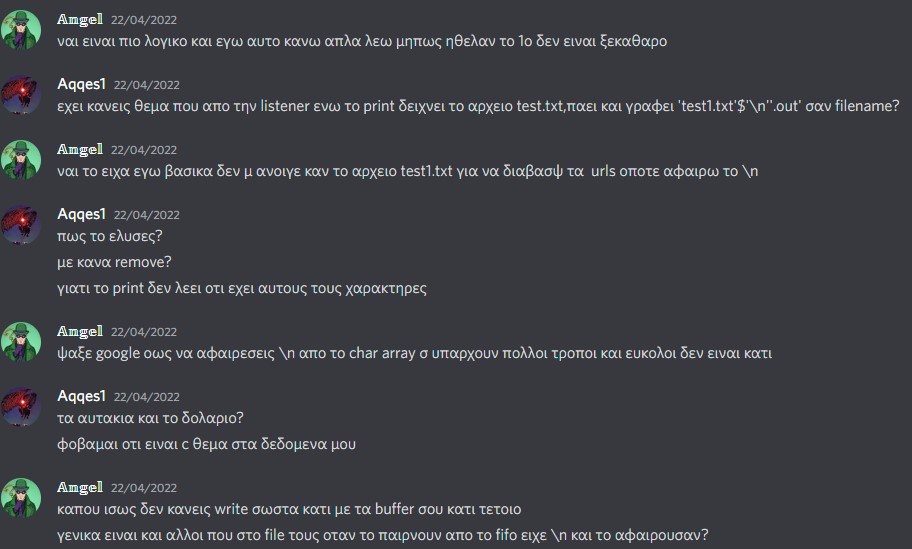 𝔸𝕟𝕘𝕖𝕝 22/04/2022
ναι ειναι πιο λογικο και εγω αυτο κανω απλα λεω μηπως ηθελαν το 1ο δεν ειναι ξεκαθαρο
Aqqes1 22/04/2022
εχει κανεις θεμα που απο την listener ενω το print δειχνει το αρχειο test.txt,παει και γραφει 'test1.txt'$'\n''.out' σαν filename?
𝔸𝕟𝕘𝕖𝕝 22/04/2022
ναι το ειχα εγω βασικα δεν μ ανοιγε καν το αρχειο test1.txt για να διαβασψ τα  urls οποτε αφαιρω το \n
Aqqes1 22/04/2022
πως το ελυσες?
με κανα remove?
γιατι το print δεν λεει οτι εχει αυτους τους χαρακτηρες
𝔸𝕟𝕘𝕖𝕝 22/04/2022
ψαξε google οως να αφαιρεσεις \n απο το char array σ υπαρχουν πολλοι τροποι και ευκολοι δεν ειναι κατι
Aqqes1 22/04/2022
τα αυτακια και το δολαριο?
φοβαμαι οτι ειναι c θεμα στα δεδομενα μου
𝔸𝕟𝕘𝕖𝕝 22/04/2022
καπου ισως δεν κανεις write σωστα κατι με τα buffer σου κατι τετοιο
γενικα ειναι και αλλοι που στο file τους οταν το παιρνουν απο το fifo ειχε \n και το αφαιρουσαν?